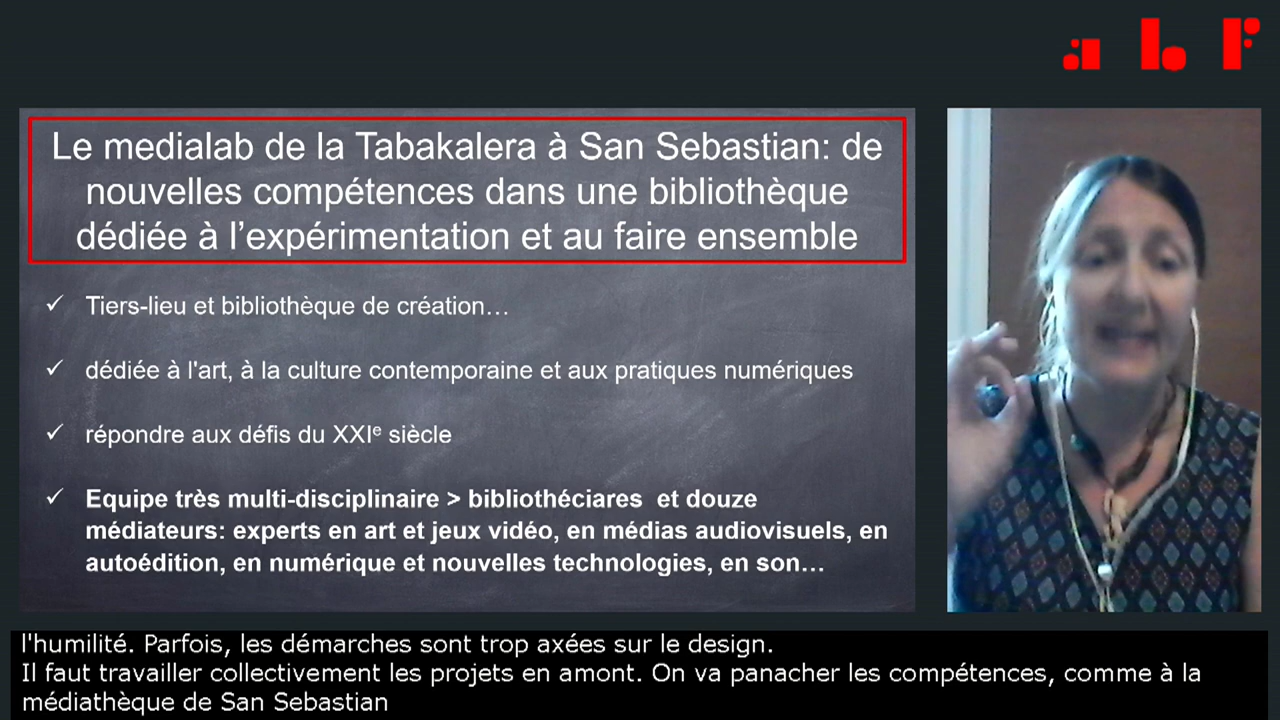 abf
Le medialab de la Tabakalera à San Sebastian: de
nouvelles compétences dans une bibliothèque
dédiée à l’expérimentation et au faire ensemble
✓ Tiers-lieu et bibliothèque de création…
✓ dédiée à l'art, à la culture contemporaine et aux pratiques numériques
✓ répondre aux défis du XXIᵉ siècle
✓ Equipe très multi-disciplinaire > bibliothéciares et douze
médiateurs: experts en art et jeux vidéo, en médias audiovisuels, en
autoédition, en numérique et nouvelles technologies, en son…
l'humilité. Parfois, les démarches sont trop axées sur le design.
Il faut travailler collectivement les projets en amont. On va panacher les compétences, comme à la
médiathèque de San Sebastian